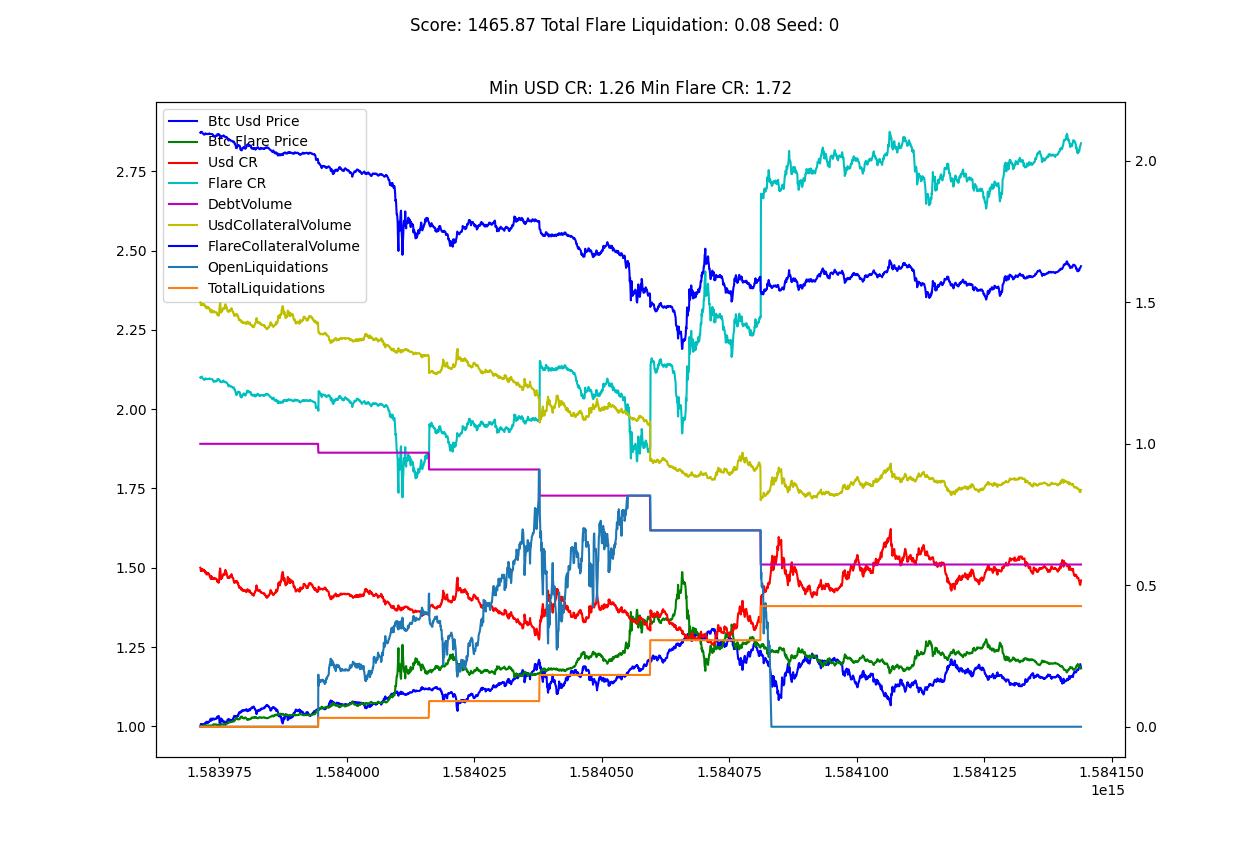 Score: 1465.87 Total Flare Liquidation: 0.08 Seed: 0
Min USD CR: 1.26 Min Flare CR: 1.72
Btc Usd Price
Btc Flare Price
Usd CR
Flare CR
DebtVolume
UsdCollateralVolume
FlareCollateralVolume
OpenLiquidations
TotalLiquidations
2.75
2.50
2.25
2.00
1.75
1.50
1.25
1.00
2.0
1.5
1.0
0.5
0.0
1.583975 1.584000 1.584025 1.584050 1.584075 1.584100 1.584125 1.584150
1e15